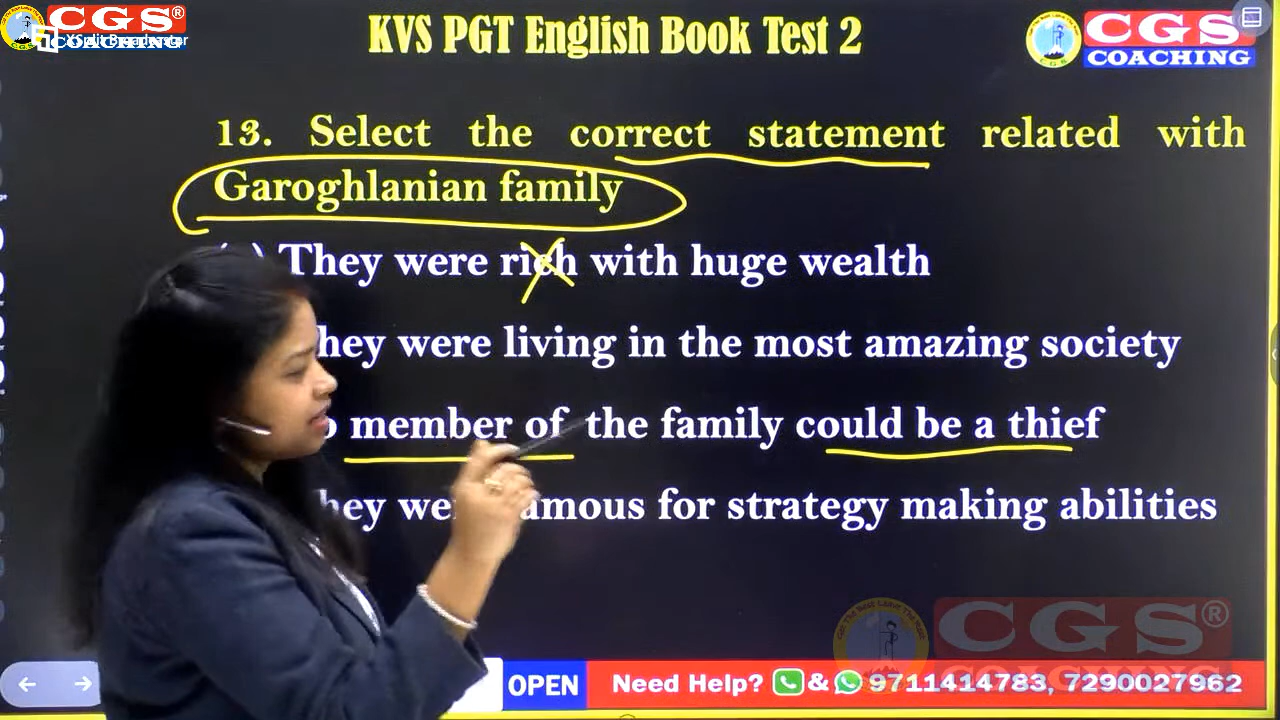 CGS®
COACHING
KVS PGT English Book Test 2
CGS
COACHING
13. Select the correct statement related with
Garoghlanian family
They were rich with huge wealth
hey were living in the most amazing society
member of the family could be a thief
hey we amous for strategy making abilities
CGS®
COACHING
OPEN
Need Help? & 9711414783, 7290027962